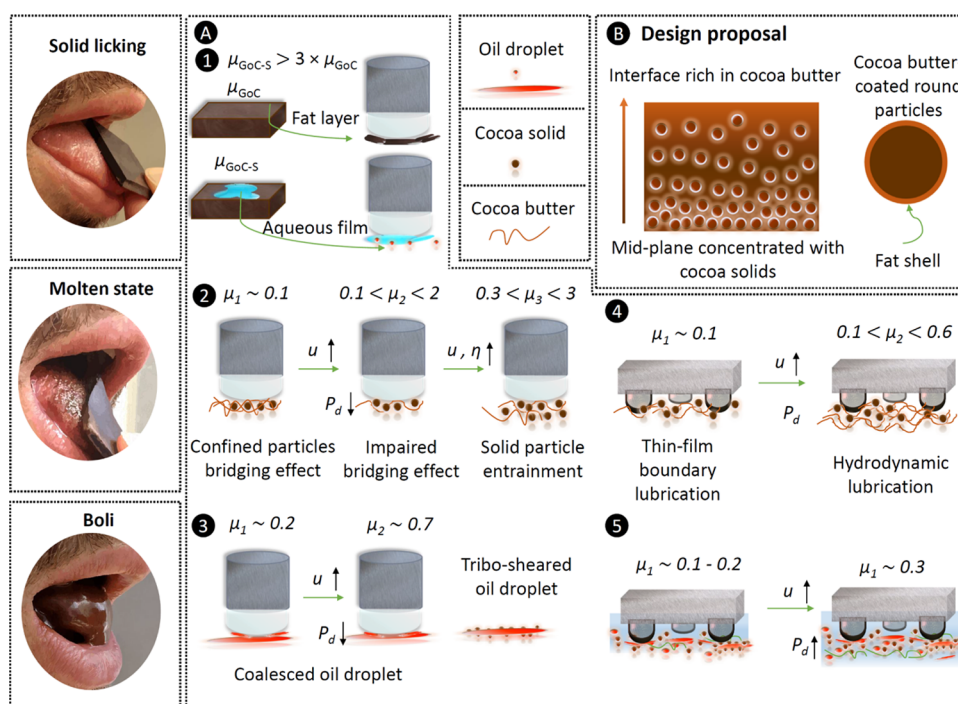 Solid licking
A
1
μGoC-S > 3 × μGoC
μGoC
Fat layer
μGoC-S
Aqueous film
Oil droplet
Cocoa solid
Cocoa butter
B Design proposal
Interface rich in cocoa butter
Mid-plane concentrated with
cocoa solids
Cocoa butter
coated round
particles
Fat shell
Molten state
2
μ1 ~ 0.1
0.1 < μ2 < 2
0.3 < μ3 < 3
u ↑
u , η ↑
Pd ↓
Confined particles
bridging effect
Impaired
bridging effect
Solid particle
entrainment
4
μ1 ~ 0.1
0.1 < μ2 < 0.6
u ↑
Pd
Thin-film
boundary
lubrication
Hydrodynamic
lubrication
Boli
3
μ1 ~ 0.2
μ2 ~ 0.7
u ↑
Pd ↓
Coalesced oil droplet
Tribo-sheared
oil droplet
5
μ1 ~ 0.1 - 0.2
μ1 ~ 0.3
u ↑
Pd ↑